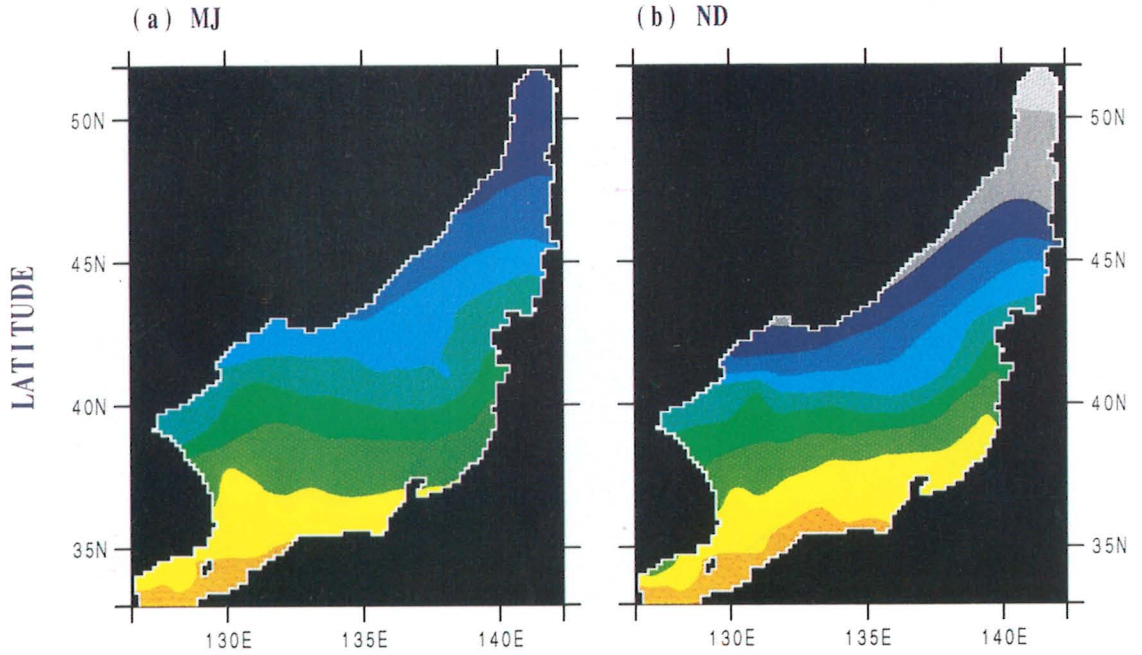 (a) MJ
(b) ND
50N
45N
40N
35N
LATITUDE
50N
45N
40N
35N
130E
135E
140E
130E
135E
140E